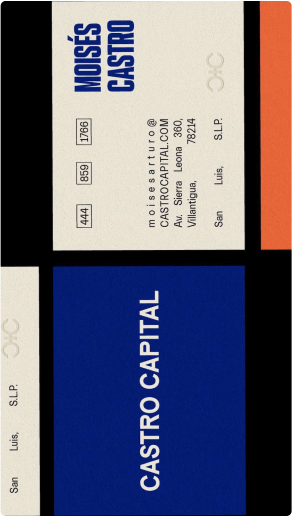 444 859 1766
MOISÉS
CASTRO
moisesarturo@
CASTROCAPITAL.COM
Av. Sierra Leona 360,
Villantigua, 78214
San Luis, S.L.P.
San Luis, S.L.P.
CASTRO CAPITAL